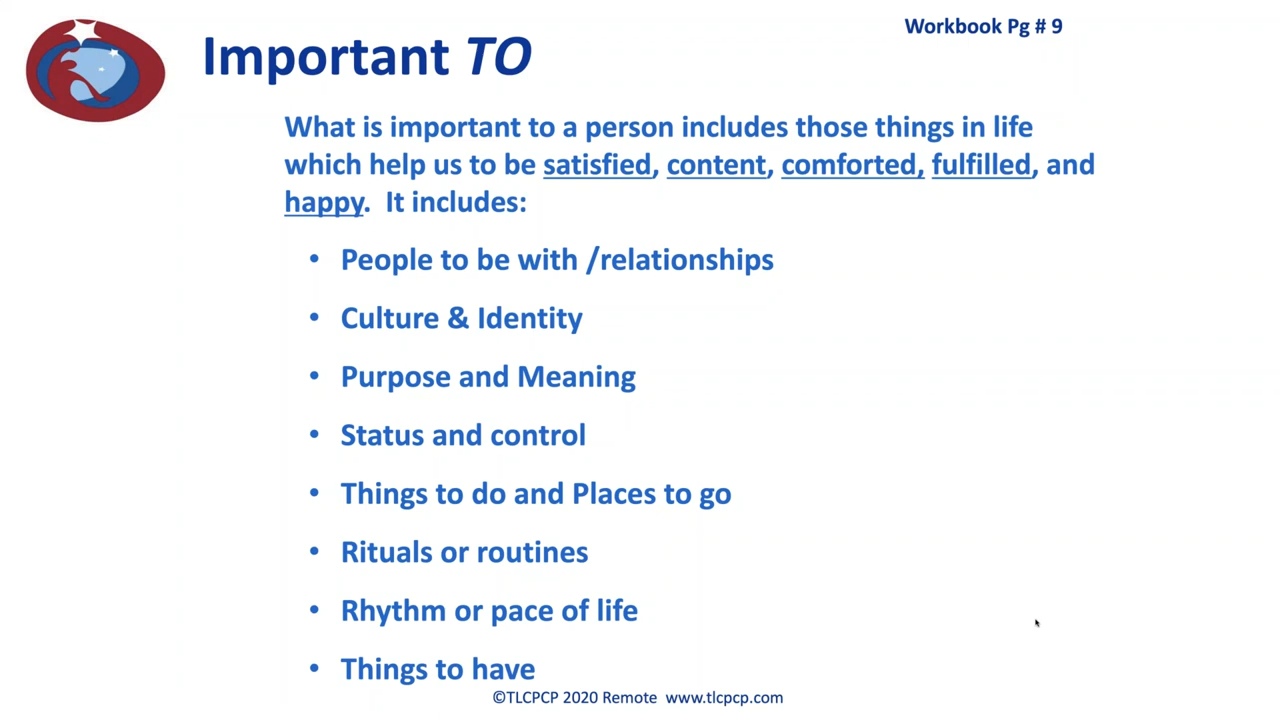 Workbook Pg # 9
Important TO
What is important to a person includes those things in life
which help us to be satisfied, content, comforted, fulfilled, and
happy. It includes:
• People to be with /relationships
• Culture & Identity
• Purpose and Meaning
• Status and control
• Things to do and Places to go
• Rituals or routines
• Rhythm or pace of life
• Things to have
©TLCPCP 2020 Remote www.tlcpcp.com